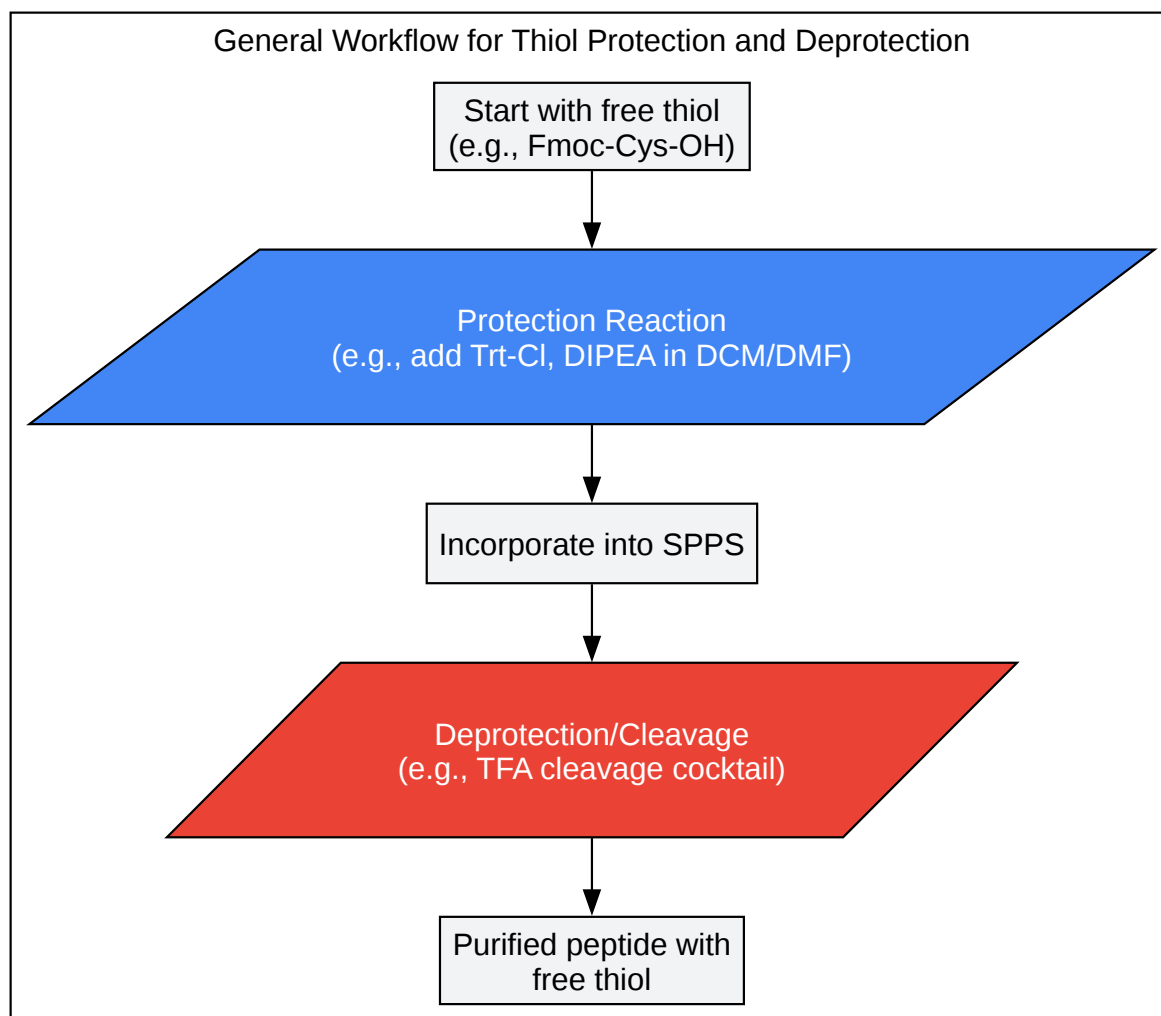 General Workflow for Thiol Protection and Deprotection
Start with free thiol
(e.g., Fmoc-Cys-OH)
Protection Reaction
(e.g., add Trt-Cl, DIPEA in DCM/DMF)
Incorporate into SPPS
Deprotection/Cleavage
(e.g., TFA cleavage cocktail)
Purified peptide with
free thiol